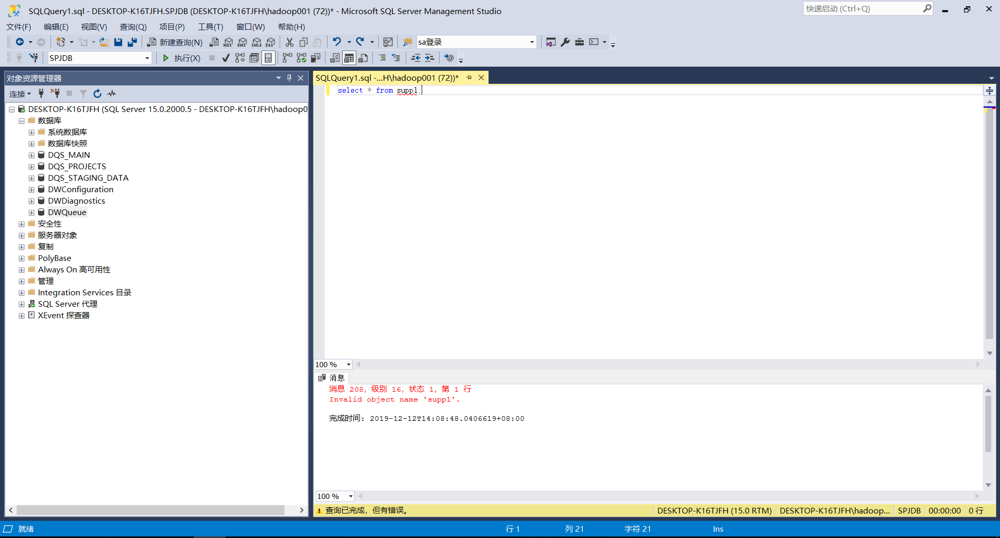 SQLQuery1.sql - DESKTOP-K16TJFH.SPJDB (DESKTOP-K16TJFH\hadoop001 (72))* - Microsoft SQL Server Management Studio
快速启动 (Ctrl+Q)
文件(F) 编辑(E) 视图(V) 查询(Q) 项目(P) 工具(T) 窗口(W) 帮助(H)
新建查询(N) MDX DMX XMLA DAX sa登录
SPJDB 执行(X)
对象资源管理器
连接
DESKTOP-K16TJFH (SQL Server 15.0.2000.5 - DESKTOP-K16TJFH\hadoop0
数据库
系统数据库
数据库快照
DQS_MAIN
DQS_PROJECTS
DQS_STAGING_DATA
DWConfiguration
DWDiagnostics
DWQueue
安全性
服务器对象
复制
PolyBase
Always On 高可用性
管理
Integration Services 目录
SQL Server 代理
XEvent 探查器
SQLQuery1.sql -...H\hadoop001 (72))*
select * from supp1;
100 %
消息
消息 208，级别 16，状态 1，第 1 行
Invalid object name 'supp1'.
完成时间: 2019-12-12T14:08:48.0406619+08:00
100 %
查询已完成，但有错误。 DESKTOP-K16TJFH (15.0 RTM) DESKTOP-K16TJFH\hadoop... SPJDB 00:00:00 0 行
就绪 行 1 列 21 字符 21 Ins